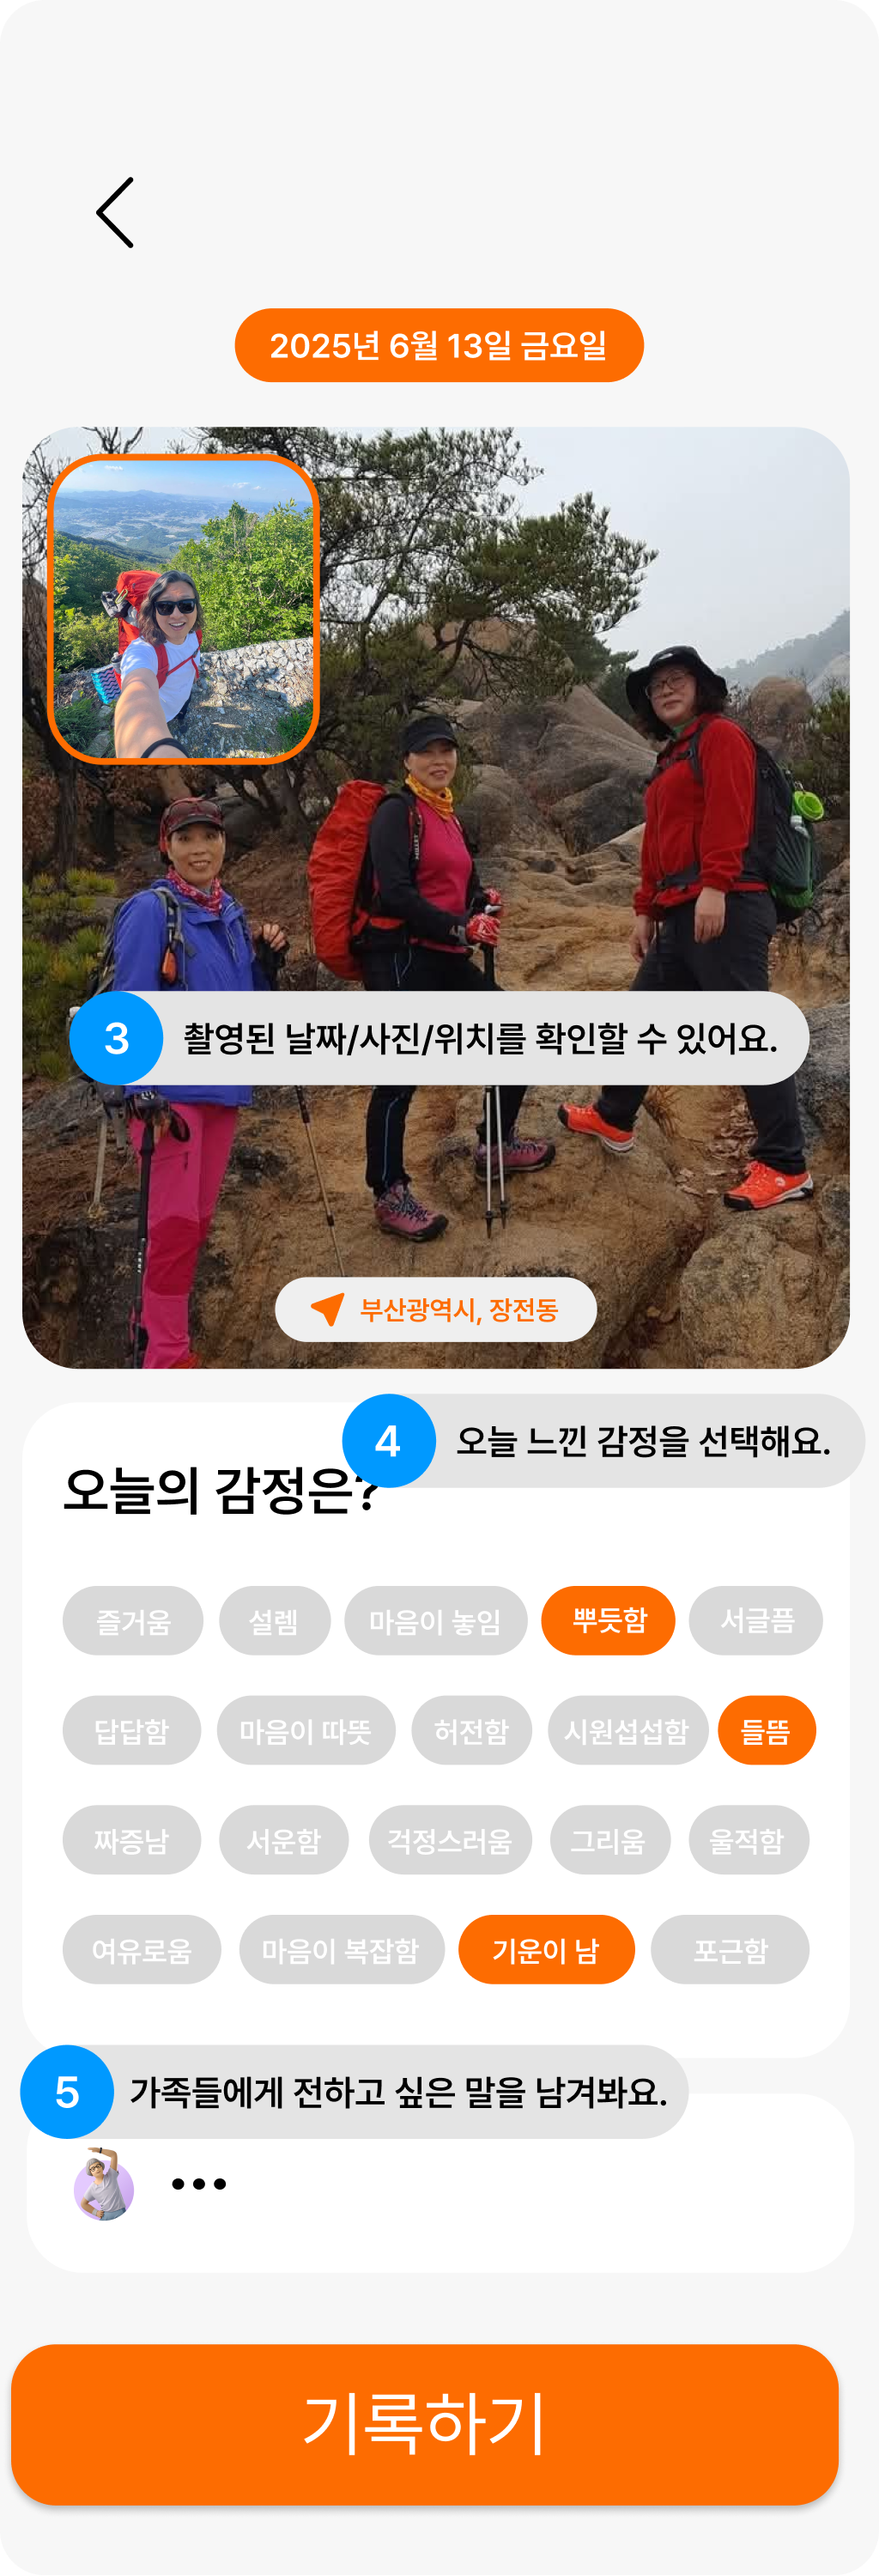 2025년 6월 13일 금요일
3 촬영된 날짜/사진/위치를 확인할 수 있어요.
부산광역시, 장전동
4 오늘 느낀 감정을 선택해요.
오늘의 감정은?
즐거움 설렘 마음이 놓임 뿌듯함 서글픔
답답함 마음이 따뜻 허전함 시원섭섭함 들뜸
짜증남 서운함 걱정스러움 그리움 울적함
여유로움 마음이 복잡함 기운이 남 포근함
5 가족들에게 전하고 싶은 말을 남겨봐요.
•••
기록하기